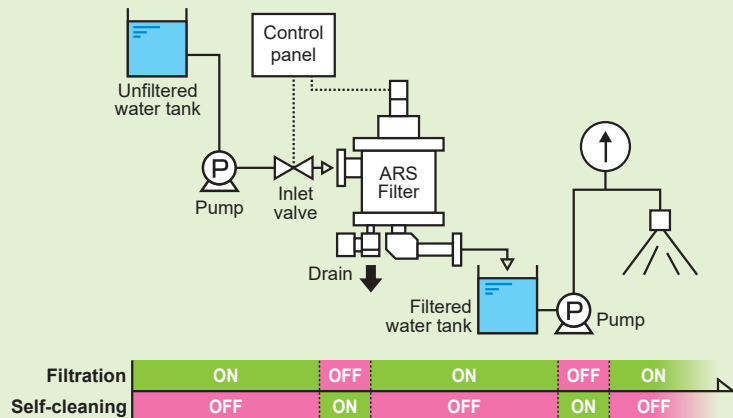 Control
panel
Unfiltered
water tank
P
Pump
Inlet
valve
ARS
Filter
Drain
Filtered
water tank
P
Pump
Filtration ON OFF ON OFF ON
Self-cleaning OFF ON OFF ON OFF